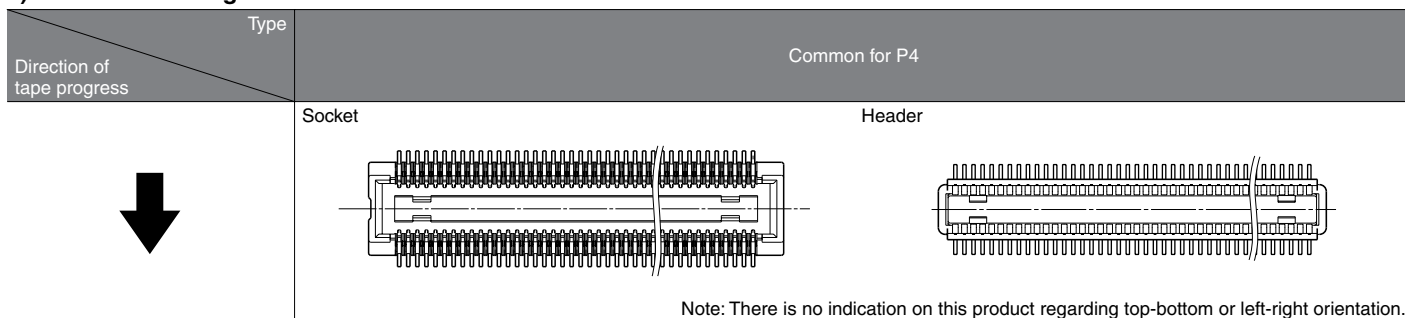 Type
Direction of
tape progress
Common for P4
Socket
Header
Note: There is no indication on this product regarding top-bottom or left-right orientation.